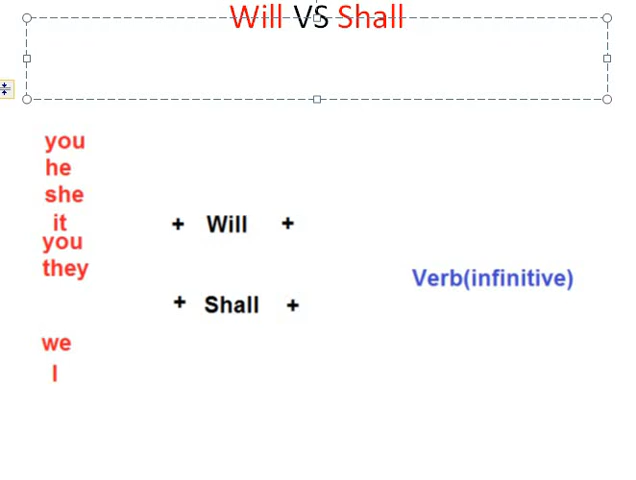 Will VS Shall
you
he
she
it
you
they
+ Will +
Verb(infinitive)
+ Shall +
we
I